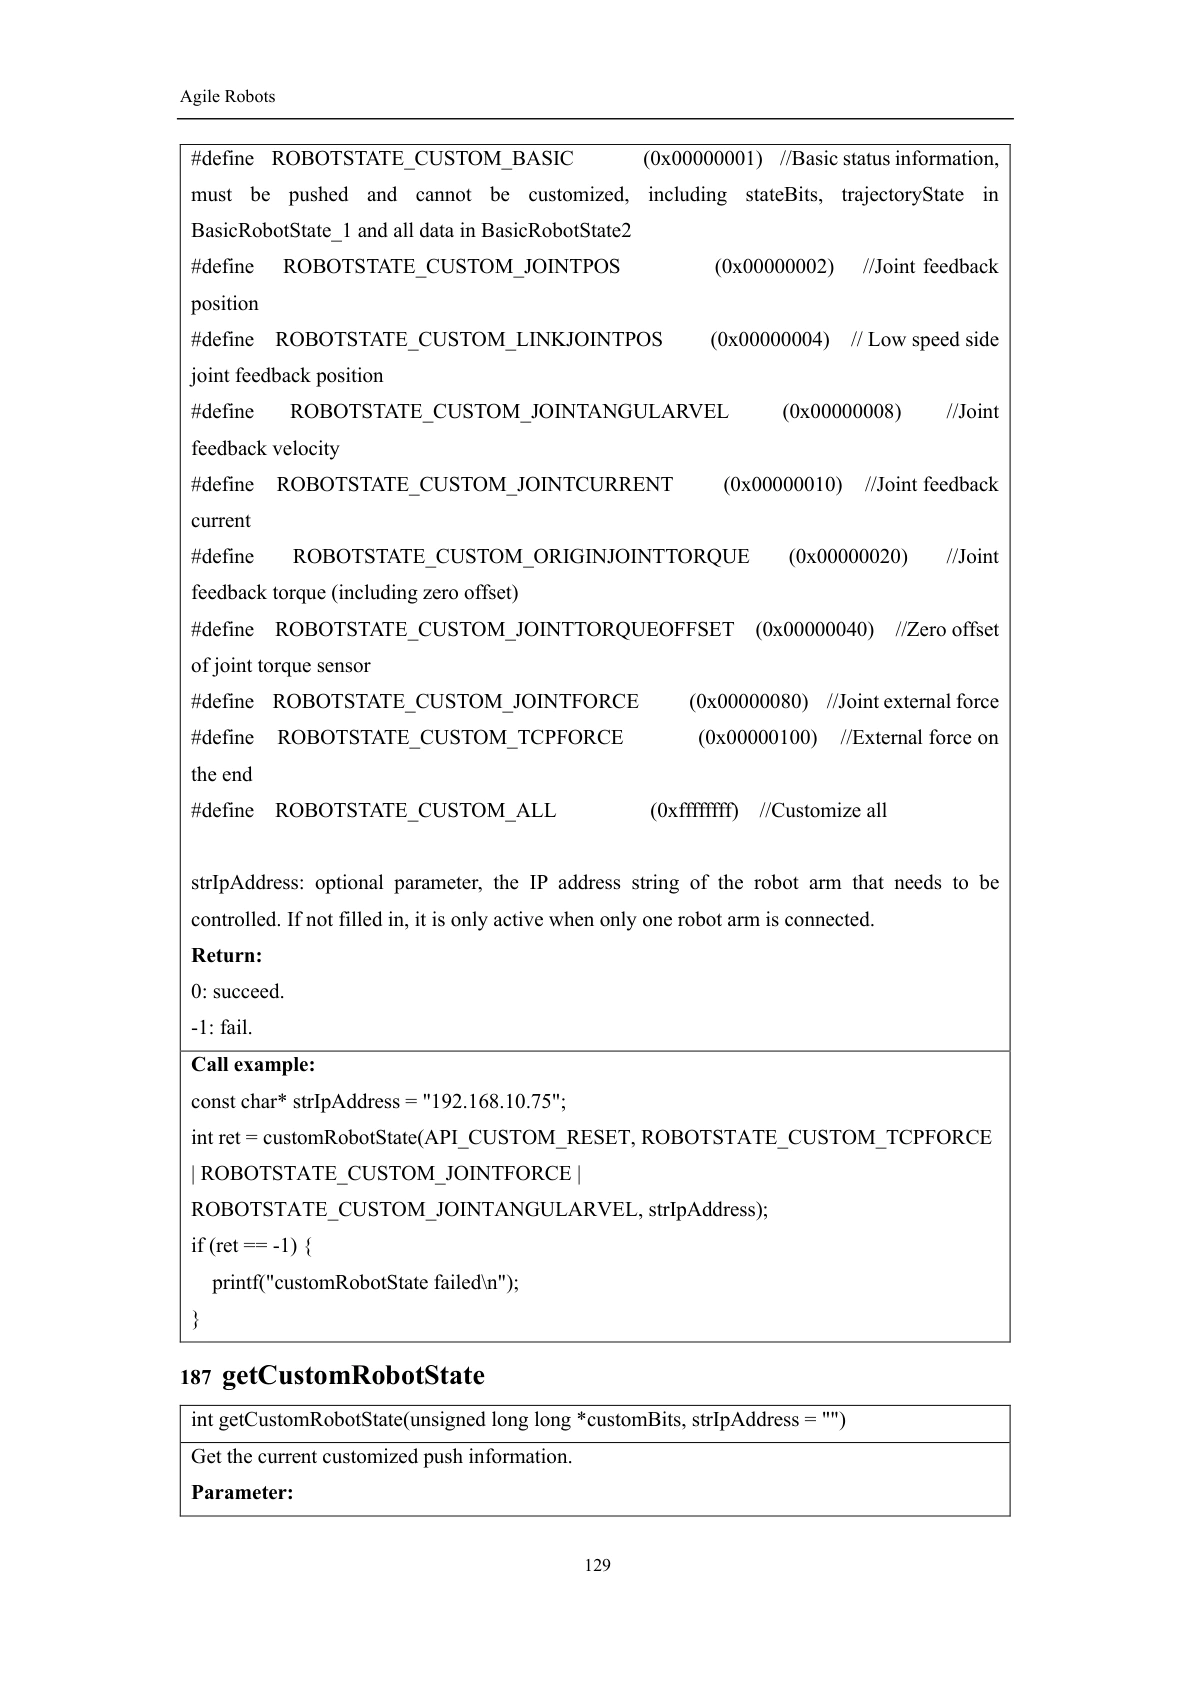 Agile Robots
#define ROBOTSTATE_CUSTOM_BASIC (0x00000001) //Basic status information,
must be pushed and cannot be customized, including stateBits, trajectoryState in
BasicRobotState_1 and all data in BasicRobotState2
#define ROBOTSTATE_CUSTOM_JOINTPOS (0x00000002) //Joint feedback
position
#define ROBOTSTATE_CUSTOM_LINKJOINTPOS (0x00000004) // Low speed side
joint feedback position
#define ROBOTSTATE_CUSTOM_JOINTANGULARVEL (0x00000008) //Joint
feedback velocity
#define ROBOTSTATE_CUSTOM_JOINTCURRENT (0x00000010) //Joint feedback
current
#define ROBOTSTATE_CUSTOM_ORIGINJOINTTORQUE (0x00000020) //Joint
feedback torque (including zero offset)
#define ROBOTSTATE_CUSTOM_JOINTTORQUEOFFSET (0x00000040) //Zero offset
of joint torque sensor
#define ROBOTSTATE_CUSTOM_JOINTFORCE (0x00000080) //Joint external force
#define ROBOTSTATE_CUSTOM_TCPFORCE (0x00000100) //External force on
the end
#define ROBOTSTATE_CUSTOM_ALL (0xffffffff) //Customize all
strIpAddress: optional parameter, the IP address string of the robot arm that needs to be
controlled. If not filled in, it is only active when only one robot arm is connected.
Return:
0: succeed.
-1: fail.
Call example:
const char* strIpAddress = "192.168.10.75";
int ret = customRobotState(API_CUSTOM_RESET, ROBOTSTATE_CUSTOM_TCPFORCE
| ROBOTSTATE_CUSTOM_JOINTFORCE |
ROBOTSTATE_CUSTOM_JOINTANGULARVEL, strIpAddress);
if (ret == -1) {
printf("customRobotState failed\n");
}
187 getCustomRobotState
int getCustomRobotState(unsigned long long *customBits, strIpAddress = "")
Get the current customized push information.
Parameter:
129